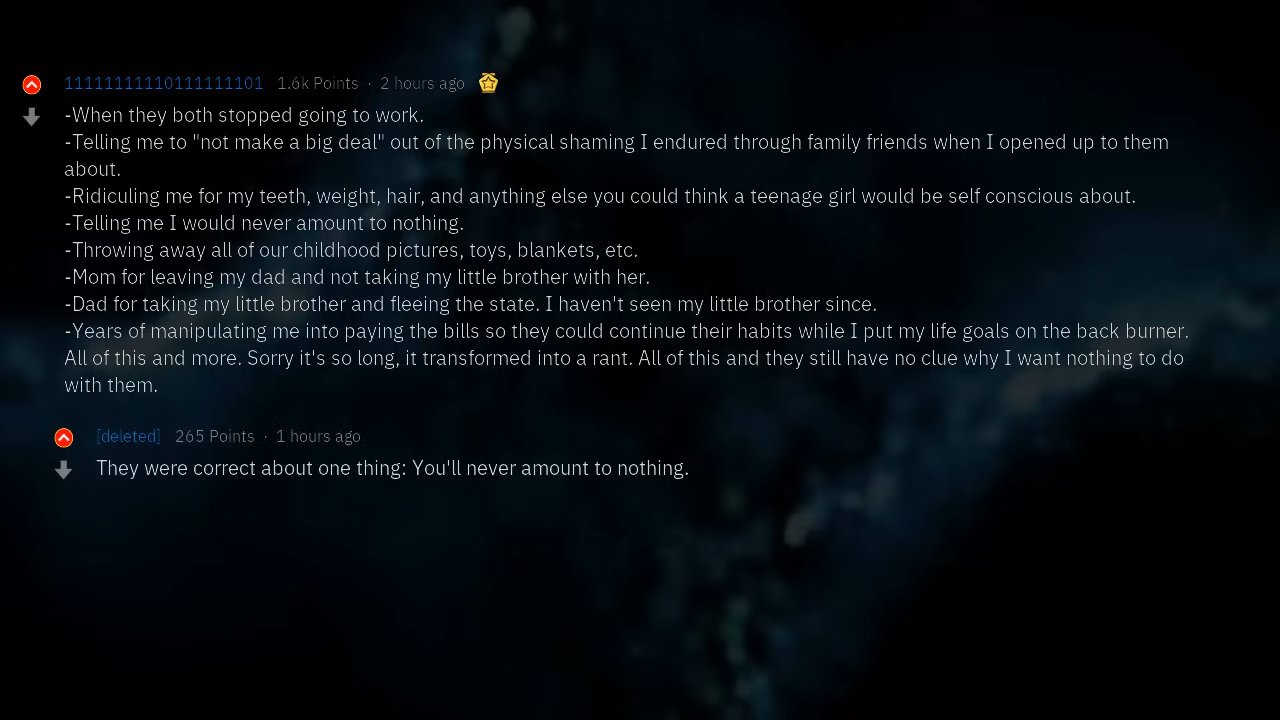 11111111110111111101 1.6k Points · 2 hours ago
-When they both stopped going to work.
-Telling me to "not make a big deal" out of the physical shaming I endured through family friends when I opened up to them
about.
-Ridiculing me for my teeth, weight, hair, and anything else you could think a teenage girl would be self conscious about.
-Telling me I would never amount to nothing.
-Throwing away all of our childhood pictures, toys, blankets, etc.
-Mom for leaving my dad and not taking my little brother with her.
-Dad for taking my little brother and fleeing the state. I haven't seen my little brother since.
-Years of manipulating me into paying the bills so they could continue their habits while I put my life goals on the back burner.
All of this and more. Sorry it's so long, it transformed into a rant. All of this and they still have no clue why I want nothing to do
with them.
[deleted] 265 Points · 1 hours ago
They were correct about one thing: You'll never amount to nothing.